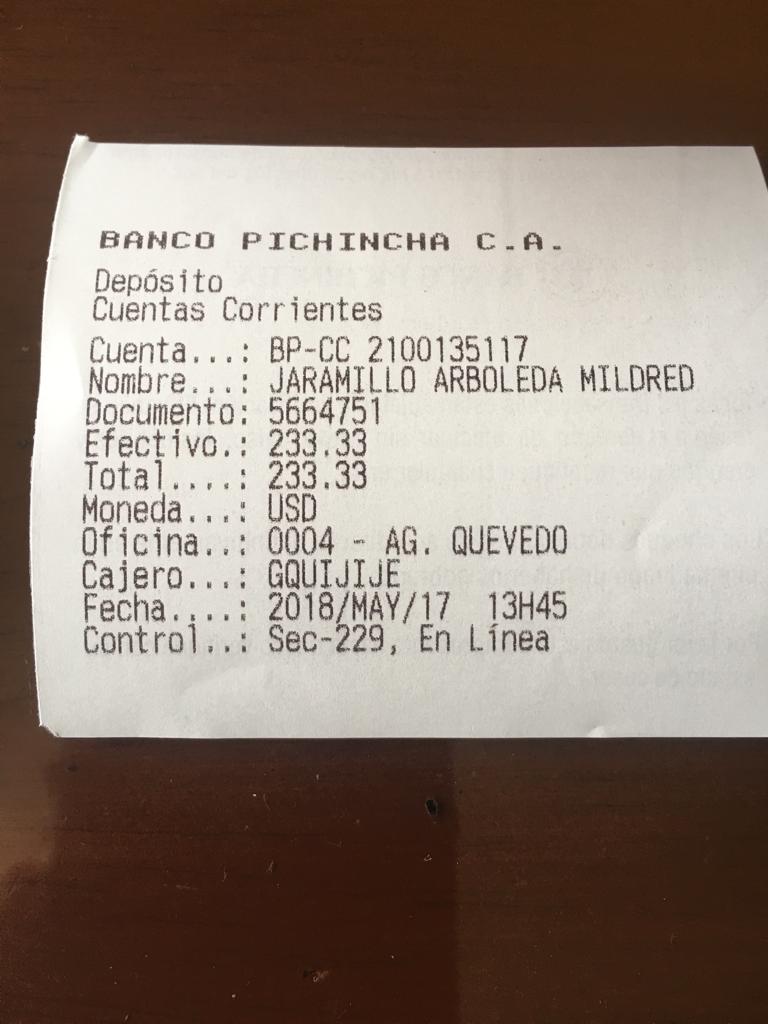 BANCO PICHINCHA C.A.
Depósito
Cuentas Corrientes
Cuenta...: BP-CC 2100135117
Nombre...: JARAMILLO ARBOLEDA MILDRED
Documento: 5664751
Efectivo.: 233.33
Total....: 233.33
Moneda...: USD
Oficina..: 0004 - AG. QUEVEDO
Cajero...: GQUIJIJE
Fecha....: 2018/MAY/17 13H45
Control..: Sec-229, En Línea